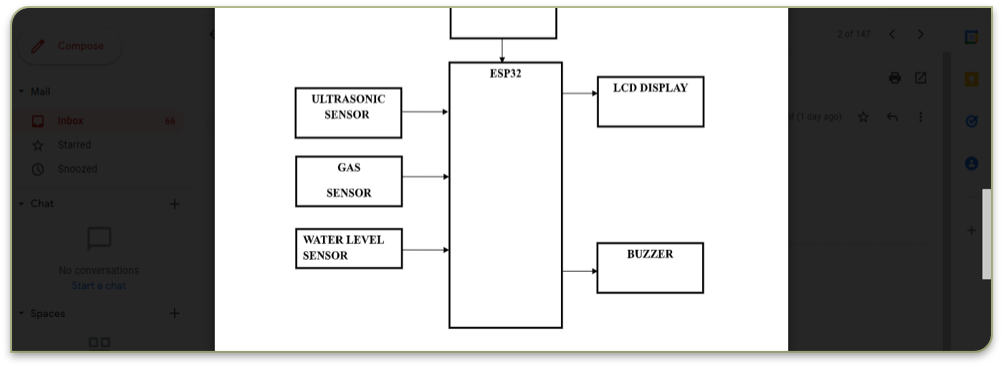 Compose
2 of 147
Mail
Inbox 66
Starred
Snoozed
Chat
No conversations
Start a chat
Spaces
(1 day ago)
ESP32
ULTRASONIC
SENSOR
GAS
SENSOR
WATER LEVEL
SENSOR
LCD DISPLAY
BUZZER